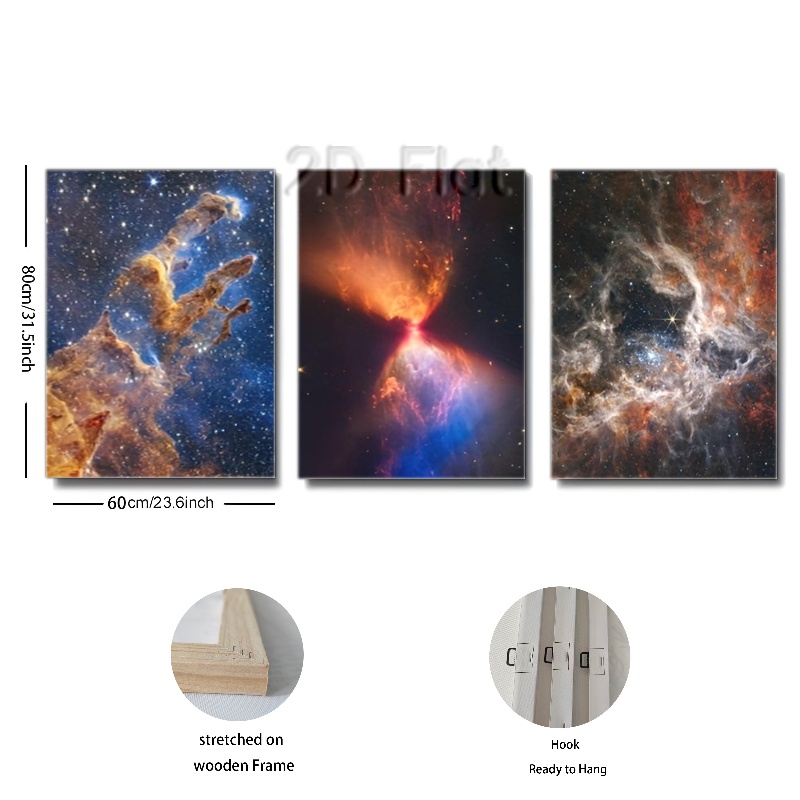 2D Flat
80cm/31.5inch
60cm/23.6inch
stretched on
wooden Frame
Hook
Ready to Hang